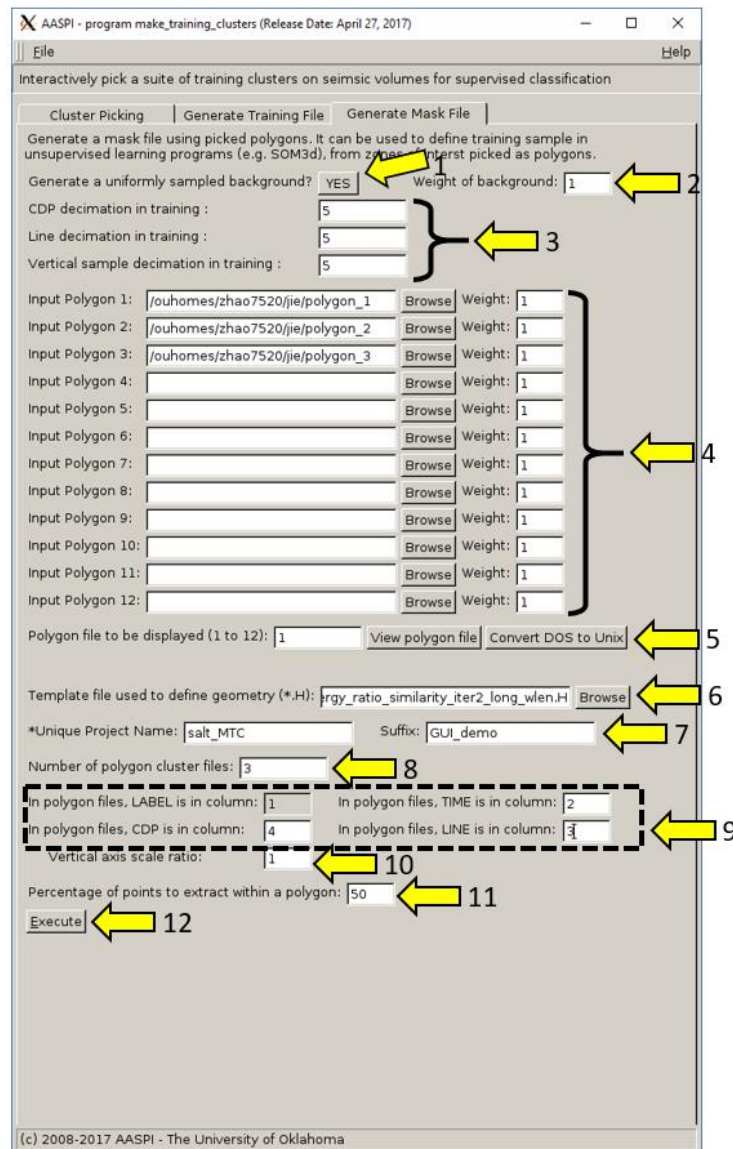 AASPI - program make_training_clusters (Release Date: April 27, 2017)
File Help
Interactively pick a suite of training clusters on seimsic volumes for supervised classification
Cluster Picking Generate Training File Generate Mask File
Generate a mask file using picked polygons. It can be used to define training sample in
unsupervised learning programs (e.g. SOM3d), from zones of interst picked as polygons.
Generate a uniformly sampled background? YES 1 Weight of background: 1 2
CDP decimation in training : 5
Line decimation in training : 5 3
Vertical sample decimation in training : 5
Input Polygon 1: /ouhomes/zhao7520/jie/polygon_1 Browse Weight: 1
Input Polygon 2: /ouhomes/zhao7520/jie/polygon_2 Browse Weight: 1
Input Polygon 3: /ouhomes/zhao7520/jie/polygon_3 Browse Weight: 1
Input Polygon 4: Browse Weight: 1
Input Polygon 5: Browse Weight: 1
Input Polygon 6: Browse Weight: 1
Input Polygon 7: Browse Weight: 1 4
Input Polygon 8: Browse Weight: 1
Input Polygon 9: Browse Weight: 1
Input Polygon 10: Browse Weight: 1
Input Polygon 11: Browse Weight: 1
Input Polygon 12: Browse Weight: 1
Polygon file to be displayed (1 to 12): 1 View polygon file Convert DOS to Unix 5
Template file used to define geometry (*.H): ergy_ratio_similarity_iter2_long_wlen.H Browse 6
*Unique Project Name: salt_MTC Suffix: GUI_demo 7
Number of polygon cluster files: 3 8
In polygon files, LABEL is in column: 1 In polygon files, TIME is in column: 2
In polygon files, CDP is in column: 4 In polygon files, LINE is in column: 3 9
Vertical axis scale ratio: 1 10
Percentage of points to extract within a polygon: 50 11
Execute 12
(c) 2008-2017 AASPI - The University of Oklahoma